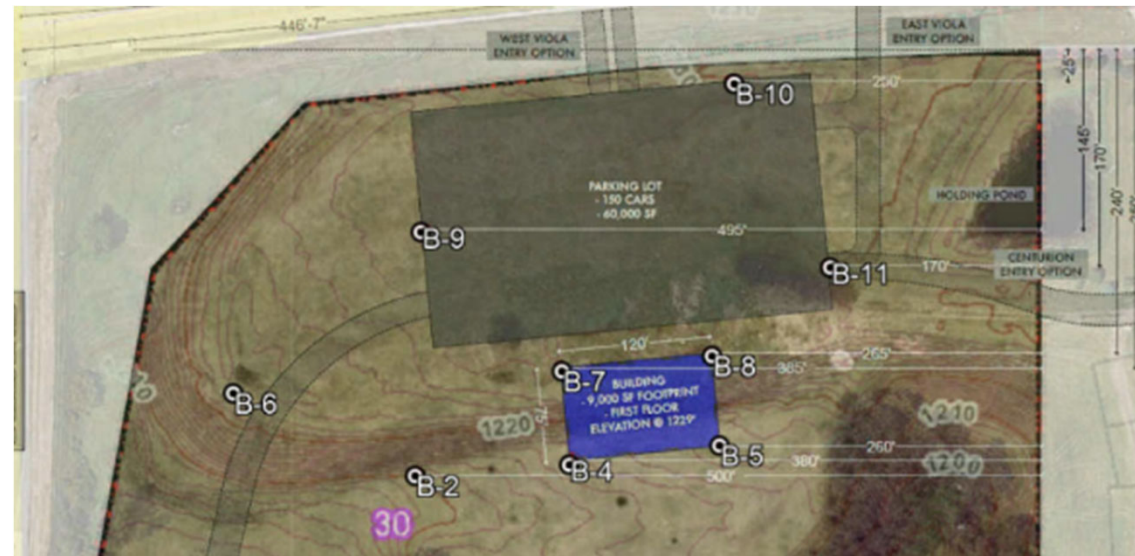 446'-7"
WEST VIOLA
ENTRY OPTION
EAST VIOLA
ENTRY OPTION
B-10
250'
25'
145'
170'
240'
PARKING LOT
- 150 CARS
- 60,000 SF
HOLDING POND
B-9
495'
CENTURION
ENTRY OPTION
B-11
170'
120'
B-8
265'
B-7
385'
BUILDING
- 9,000 SF FOOTPRINT
- FIRST FLOOR
ELEVATION @ 1229'
75'
B-6
1220
1210
B-5
260'
B-4
380'
1200
B-2
500'
30